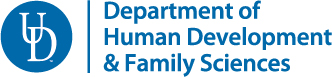 UD
Department of
Human Development
& Family Sciences